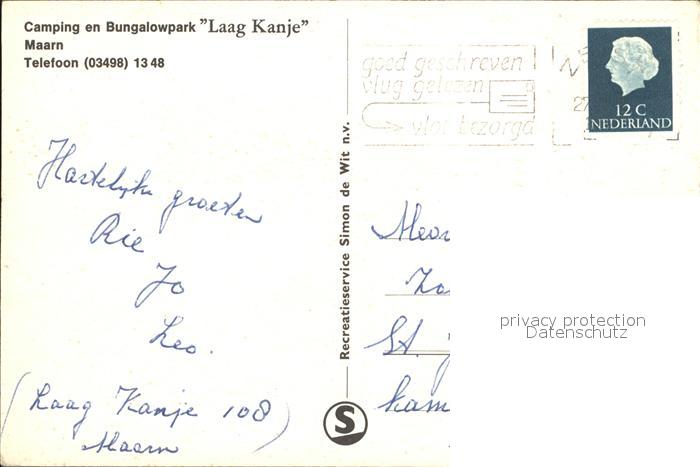 Camping en Bungalowpark "Laag Kanje"
Maarn
Telefoon (03498) 13 48
goed geschreven
vlug gelezen
vlot bezorgd
12 C
NEDERLAND
Hartelijke groeten
Rie
Jo
Leo.
(Laag Kanje 108
Maarn)
Recreatieservice Simon de Wit n.v.
S
St.
privacy protection
Datenschutz